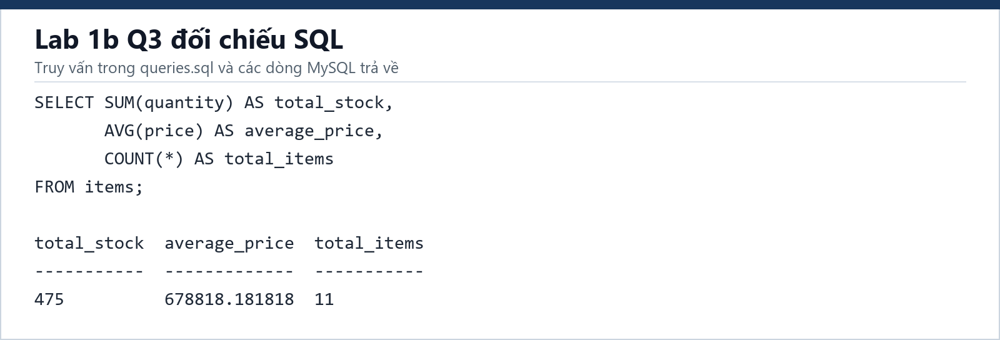 Lab 1b Q3 đối chiếu SQL
Truy vấn trong queries.sql và các dòng MySQL trả về
SELECT SUM(quantity) AS total_stock,
       AVG(price) AS average_price,
       COUNT(*) AS total_items
FROM items;
total_stock  average_price  total_items
-----------  -------------  -----------
475          678818.181818  11